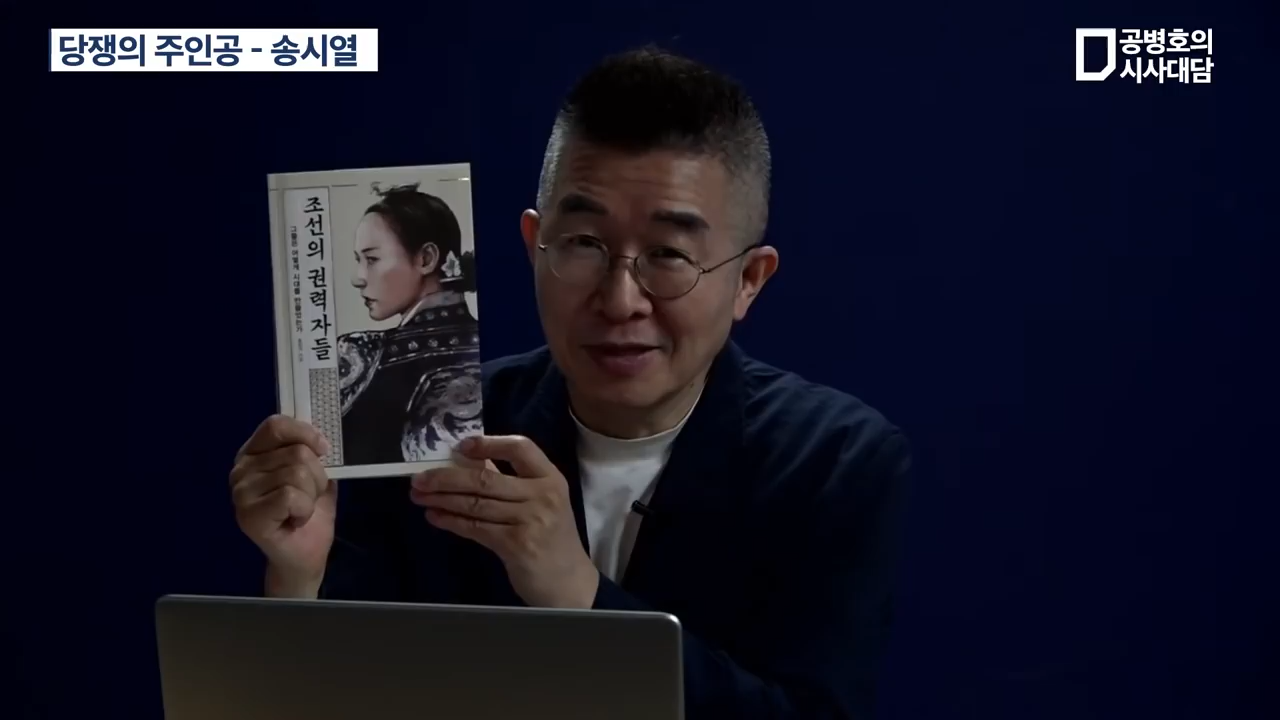 당쟁의 주인공 - 송시열
공병호의
시사대담
조선의 권력자들
그들은 어떻게 시대를 만들었는가